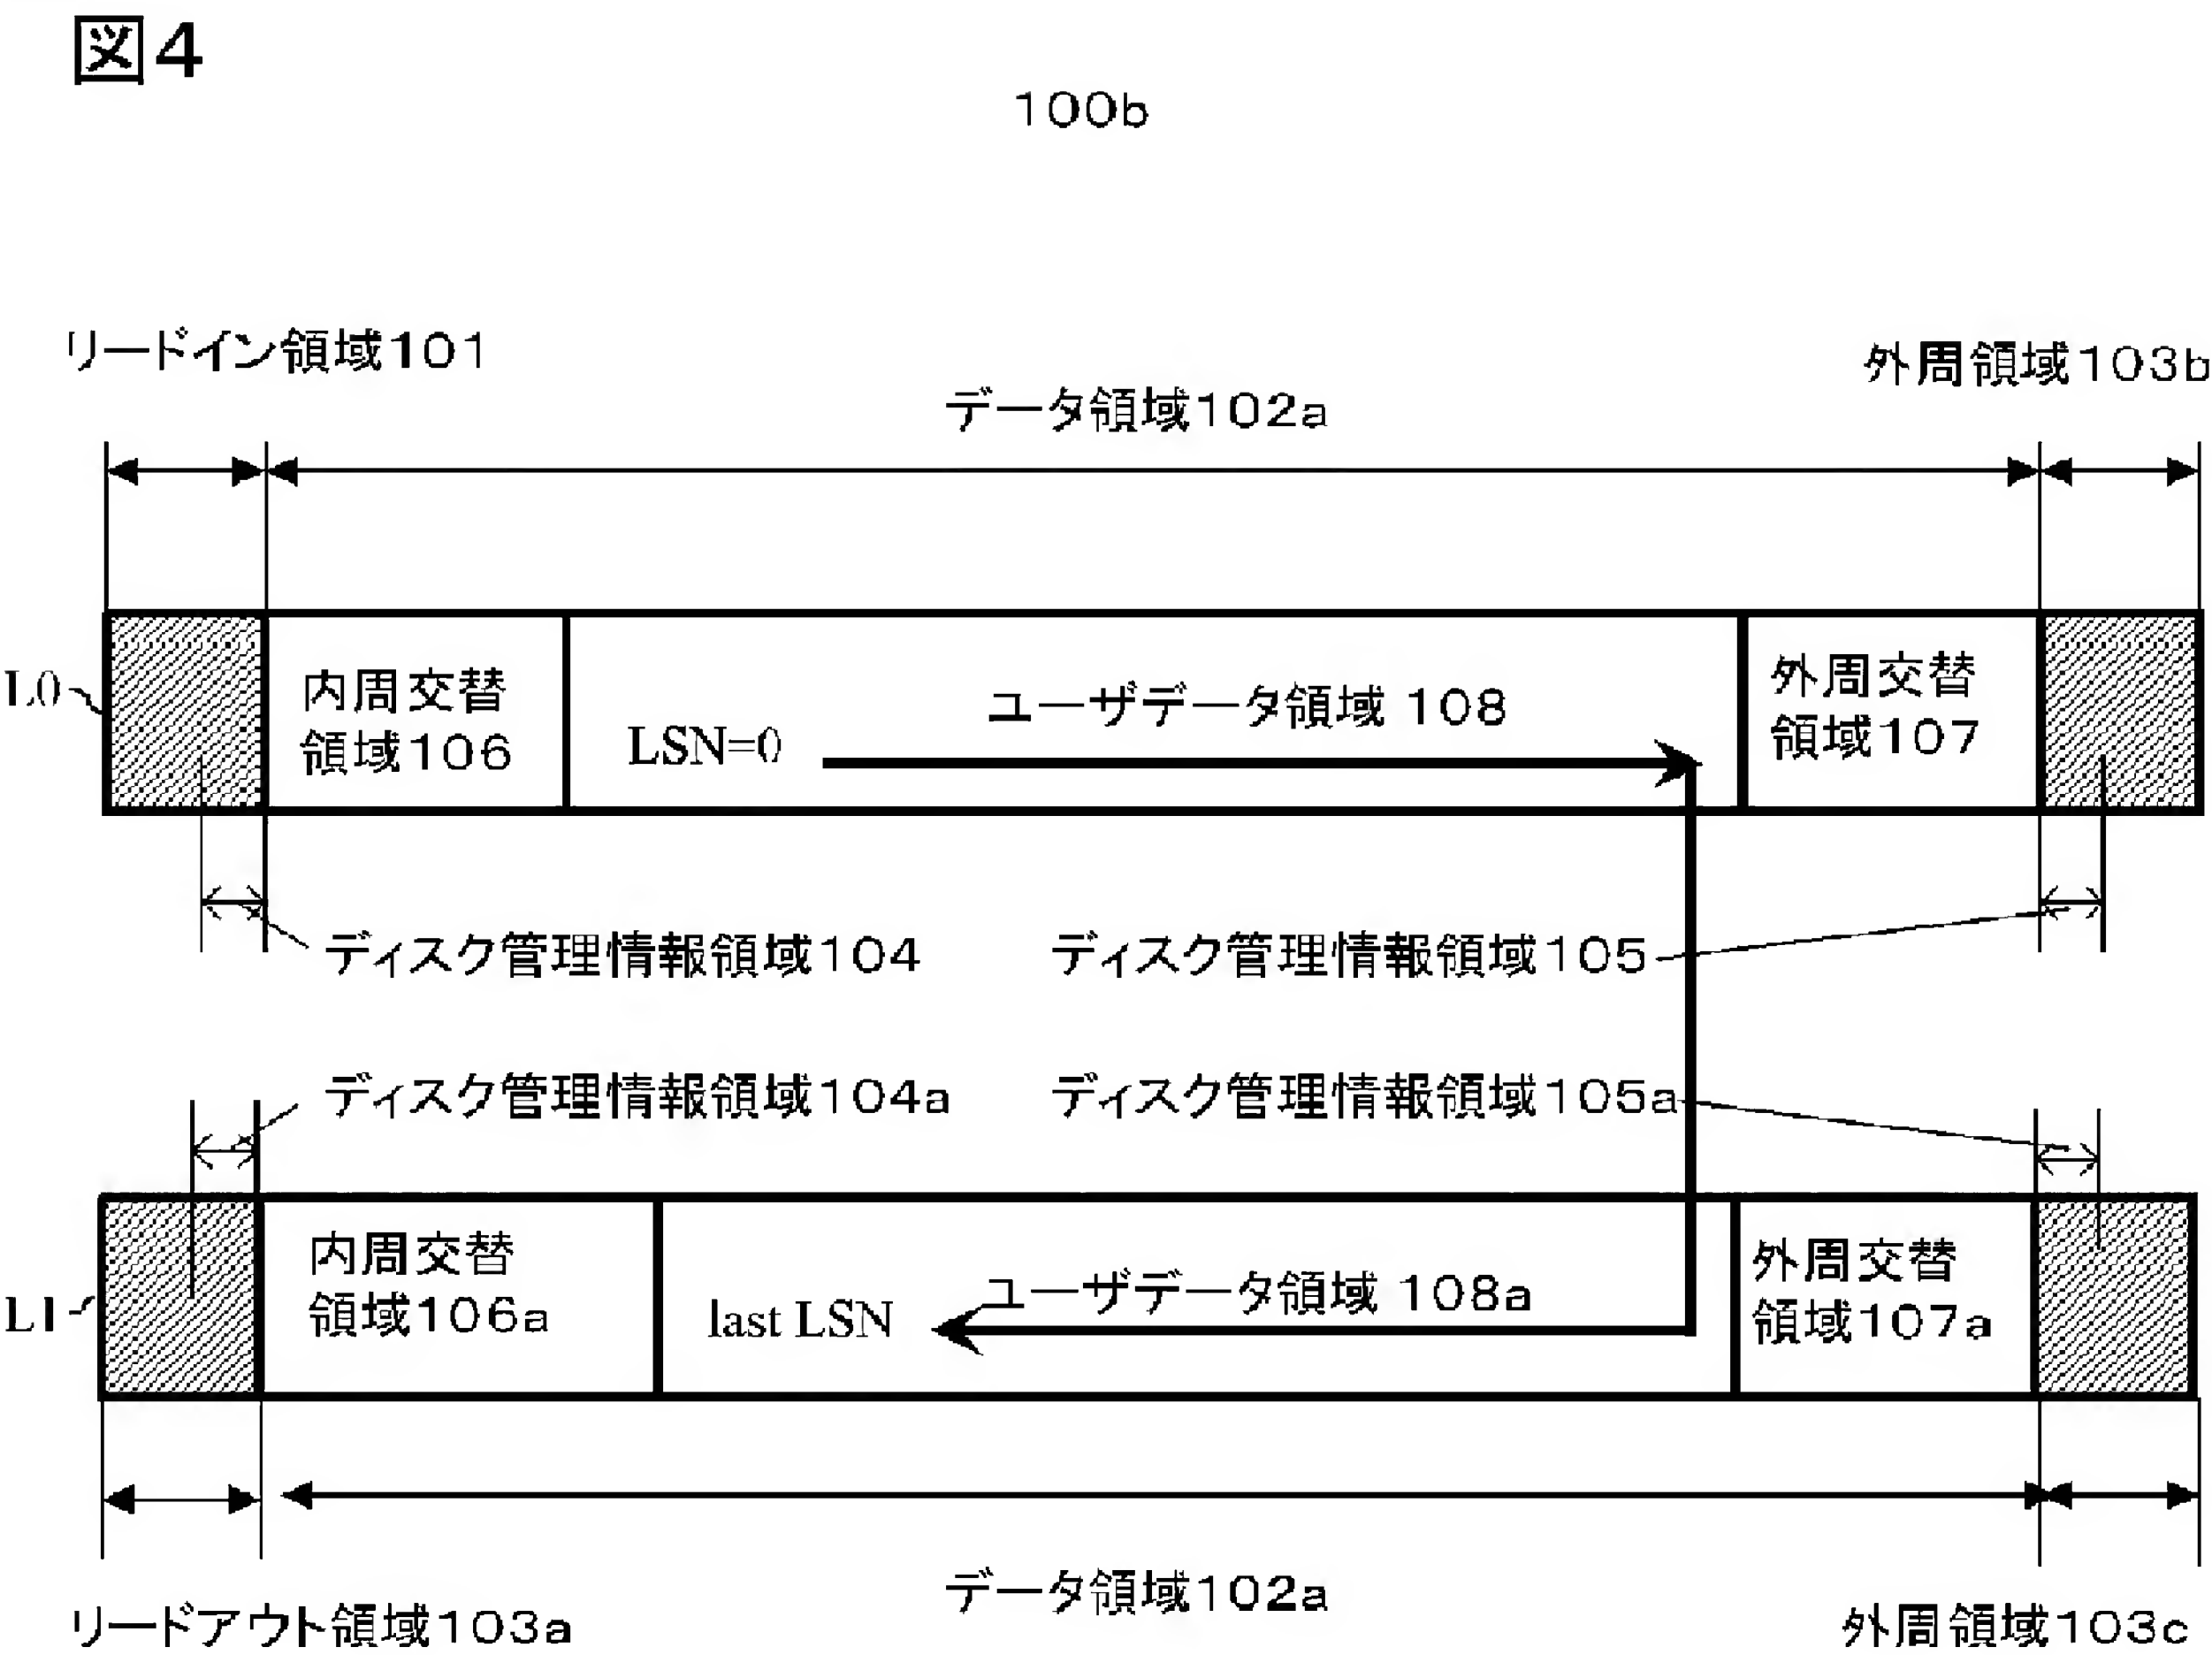 図4
100b
リードイン領域101
外周領域103b
データ領域102a
L0
内周交替
領域106
LSN=0
ユーザデータ領域 108
外周交替
領域107
ディスク管理情報領域104
ディスク管理情報領域105
ディスク管理情報領域104a
ディスク管理情報領域105a
L1
内周交替
領域106a
last LSN
ユーザデータ領域 108a
外周交替
領域107a
データ領域102a
リードアウト領域103a
外周領域103c